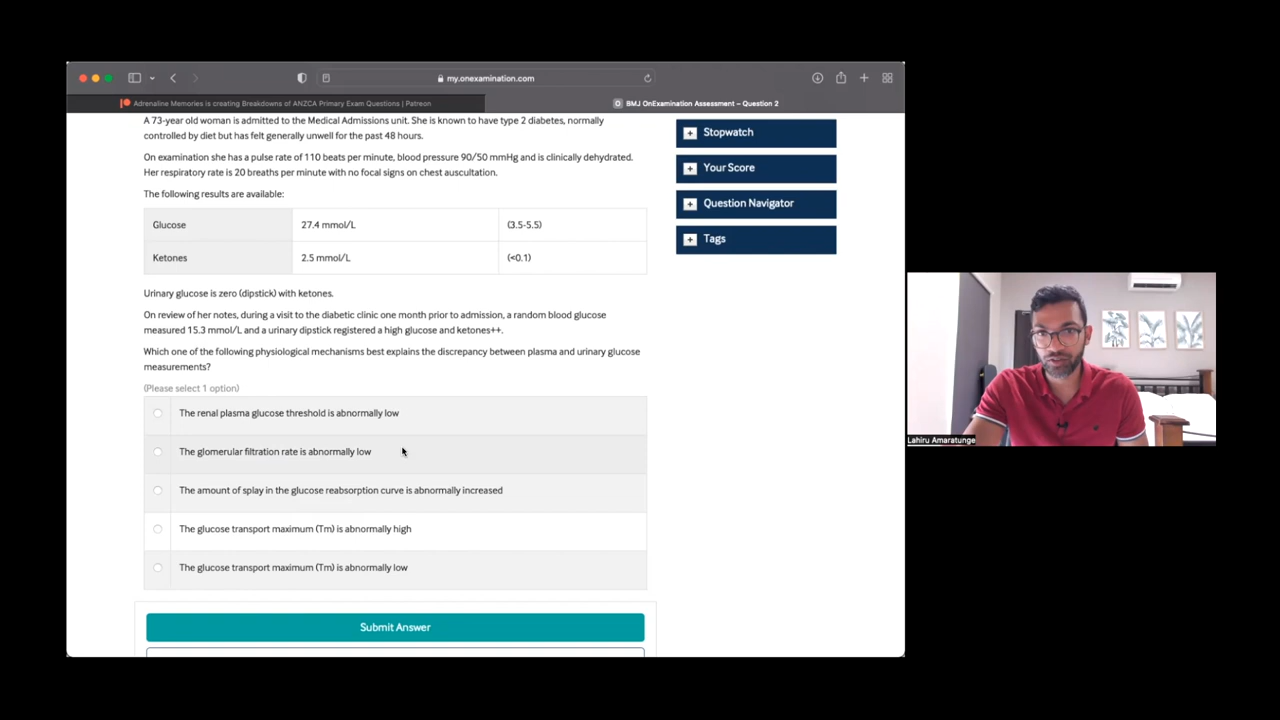 my.onexamination.com
Adrenaline Memories is creating Breakdowns of ANZCA Primary Exam Questions | Patreon
BMJ OnExamination Assessment – Question 2
A 73-year old woman is admitted to the Medical Admissions unit. She is known to have type 2 diabetes, normally
controlled by diet but has felt generally unwell for the past 48 hours.
On examination she has a pulse rate of 110 beats per minute, blood pressure 90/50 mmHg and is clinically dehydrated.
Her respiratory rate is 20 breaths per minute with no focal signs on chest auscultation.
The following results are available:
Glucose 27.4 mmol/L (3.5-5.5)
Ketones 2.5 mmol/L (<0.1)
Urinary glucose is zero (dipstick) with ketones.
On review of her notes, during a visit to the diabetic clinic one month prior to admission, a random blood glucose
measured 15.3 mmol/L and a urinary dipstick registered a high glucose and ketones++.
Which one of the following physiological mechanisms best explains the discrepancy between plasma and urinary glucose
measurements?
(Please select 1 option)
The renal plasma glucose threshold is abnormally low
The glomerular filtration rate is abnormally low
The amount of splay in the glucose reabsorption curve is abnormally increased
The glucose transport maximum (Tm) is abnormally high
The glucose transport maximum (Tm) is abnormally low
Submit Answer
Stopwatch
Your Score
Question Navigator
Tags
Lahiru Amaratunge